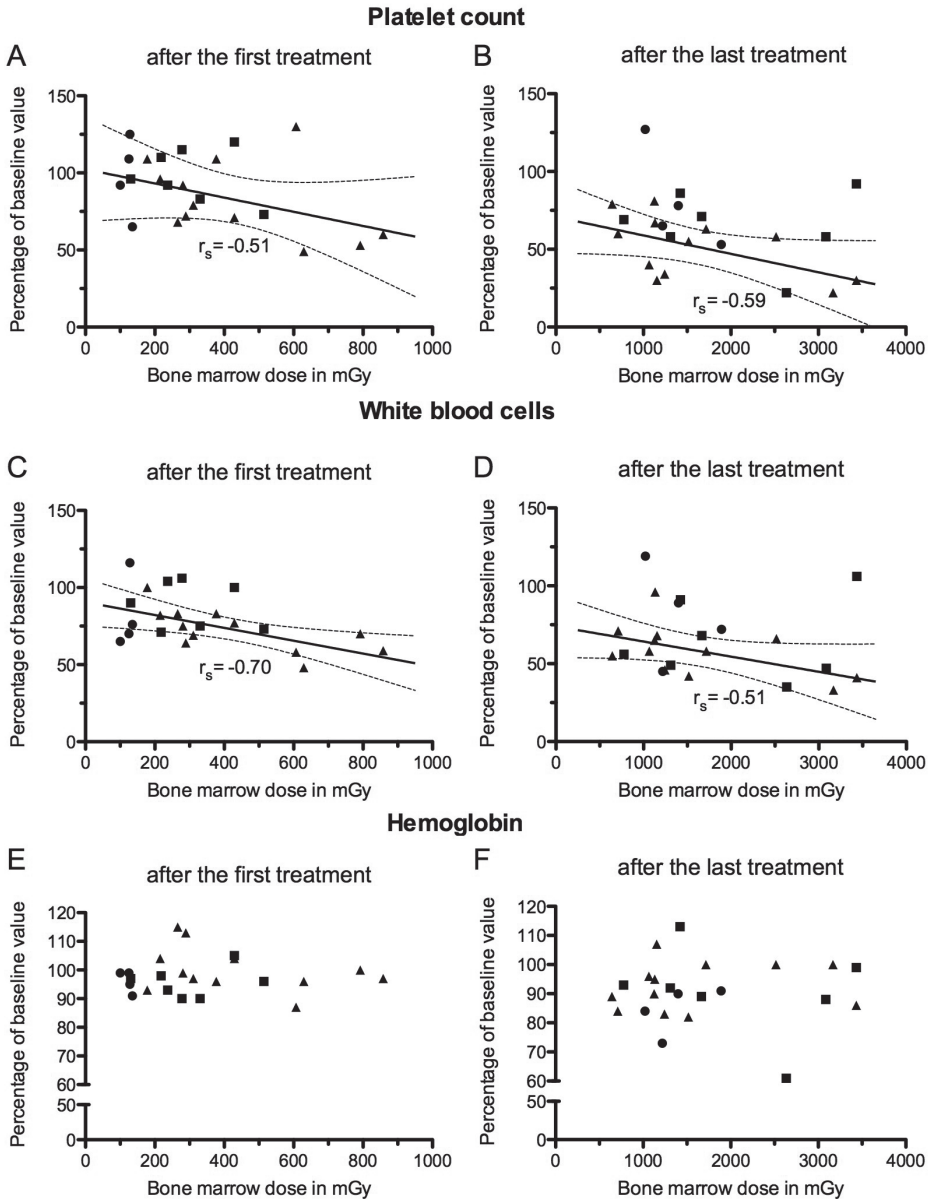 Platelet count
A
after the first treatment
Percentage of baseline value
150
100
50
0
rs= -0.51
0 200 400 600 800 1000
Bone marrow dose in mGy
B
after the last treatment
Percentage of baseline value
150
100
50
0
rs= -0.59
0 1000 2000 3000 4000
Bone marrow dose in mGy
White blood cells
C
after the first treatment
Percentage of baseline value
150
100
50
0
rs= -0.70
0 200 400 600 800 1000
Bone marrow dose in mGy
D
after the last treatment
Percentage of baseline value
150
100
50
0
rs= -0.51
0 1000 2000 3000 4000
Bone marrow dose in mGy
Hemoglobin
E
after the first treatment
Percentage of baseline value
120
110
100
90
80
70
60
50
0
0 200 400 600 800 1000
Bone marrow dose in mGy
F
after the last treatment
Percentage of baseline value
120
110
100
90
80
70
60
50
0
0 1000 2000 3000 4000
Bone marrow dose in mGy